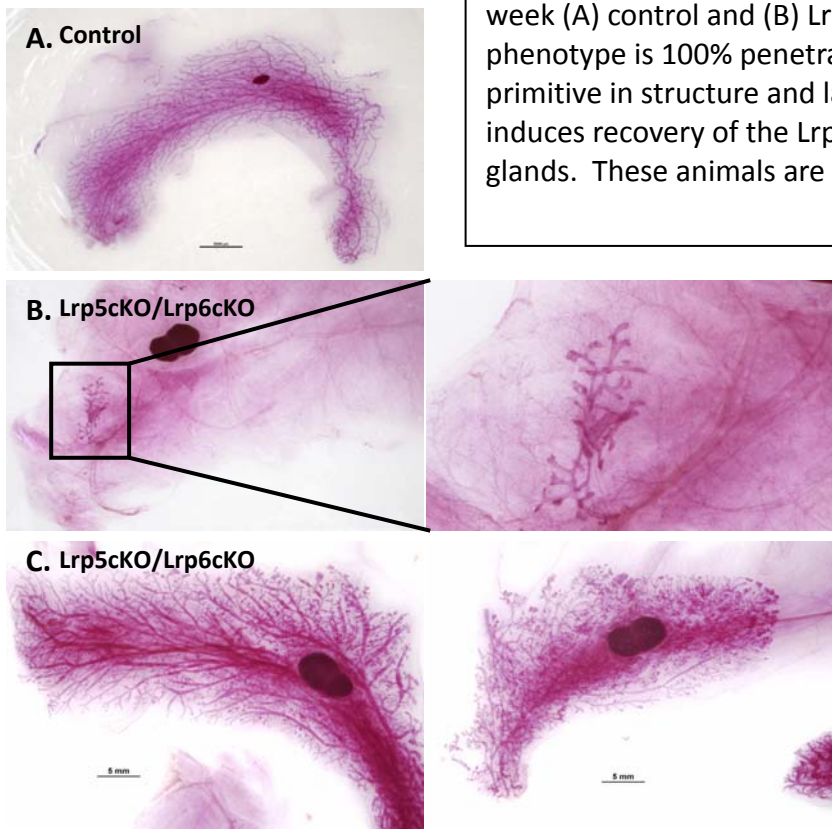 A. Control
week (A) control and (B) Lr
phenotype is 100% penetra
primitive in structure and la
induces recovery of the Lrp
glands. These animals are
B. Lrp5cKO/Lrp6cKO
C. Lrp5cKO/Lrp6cKO
5 mm
5 mm